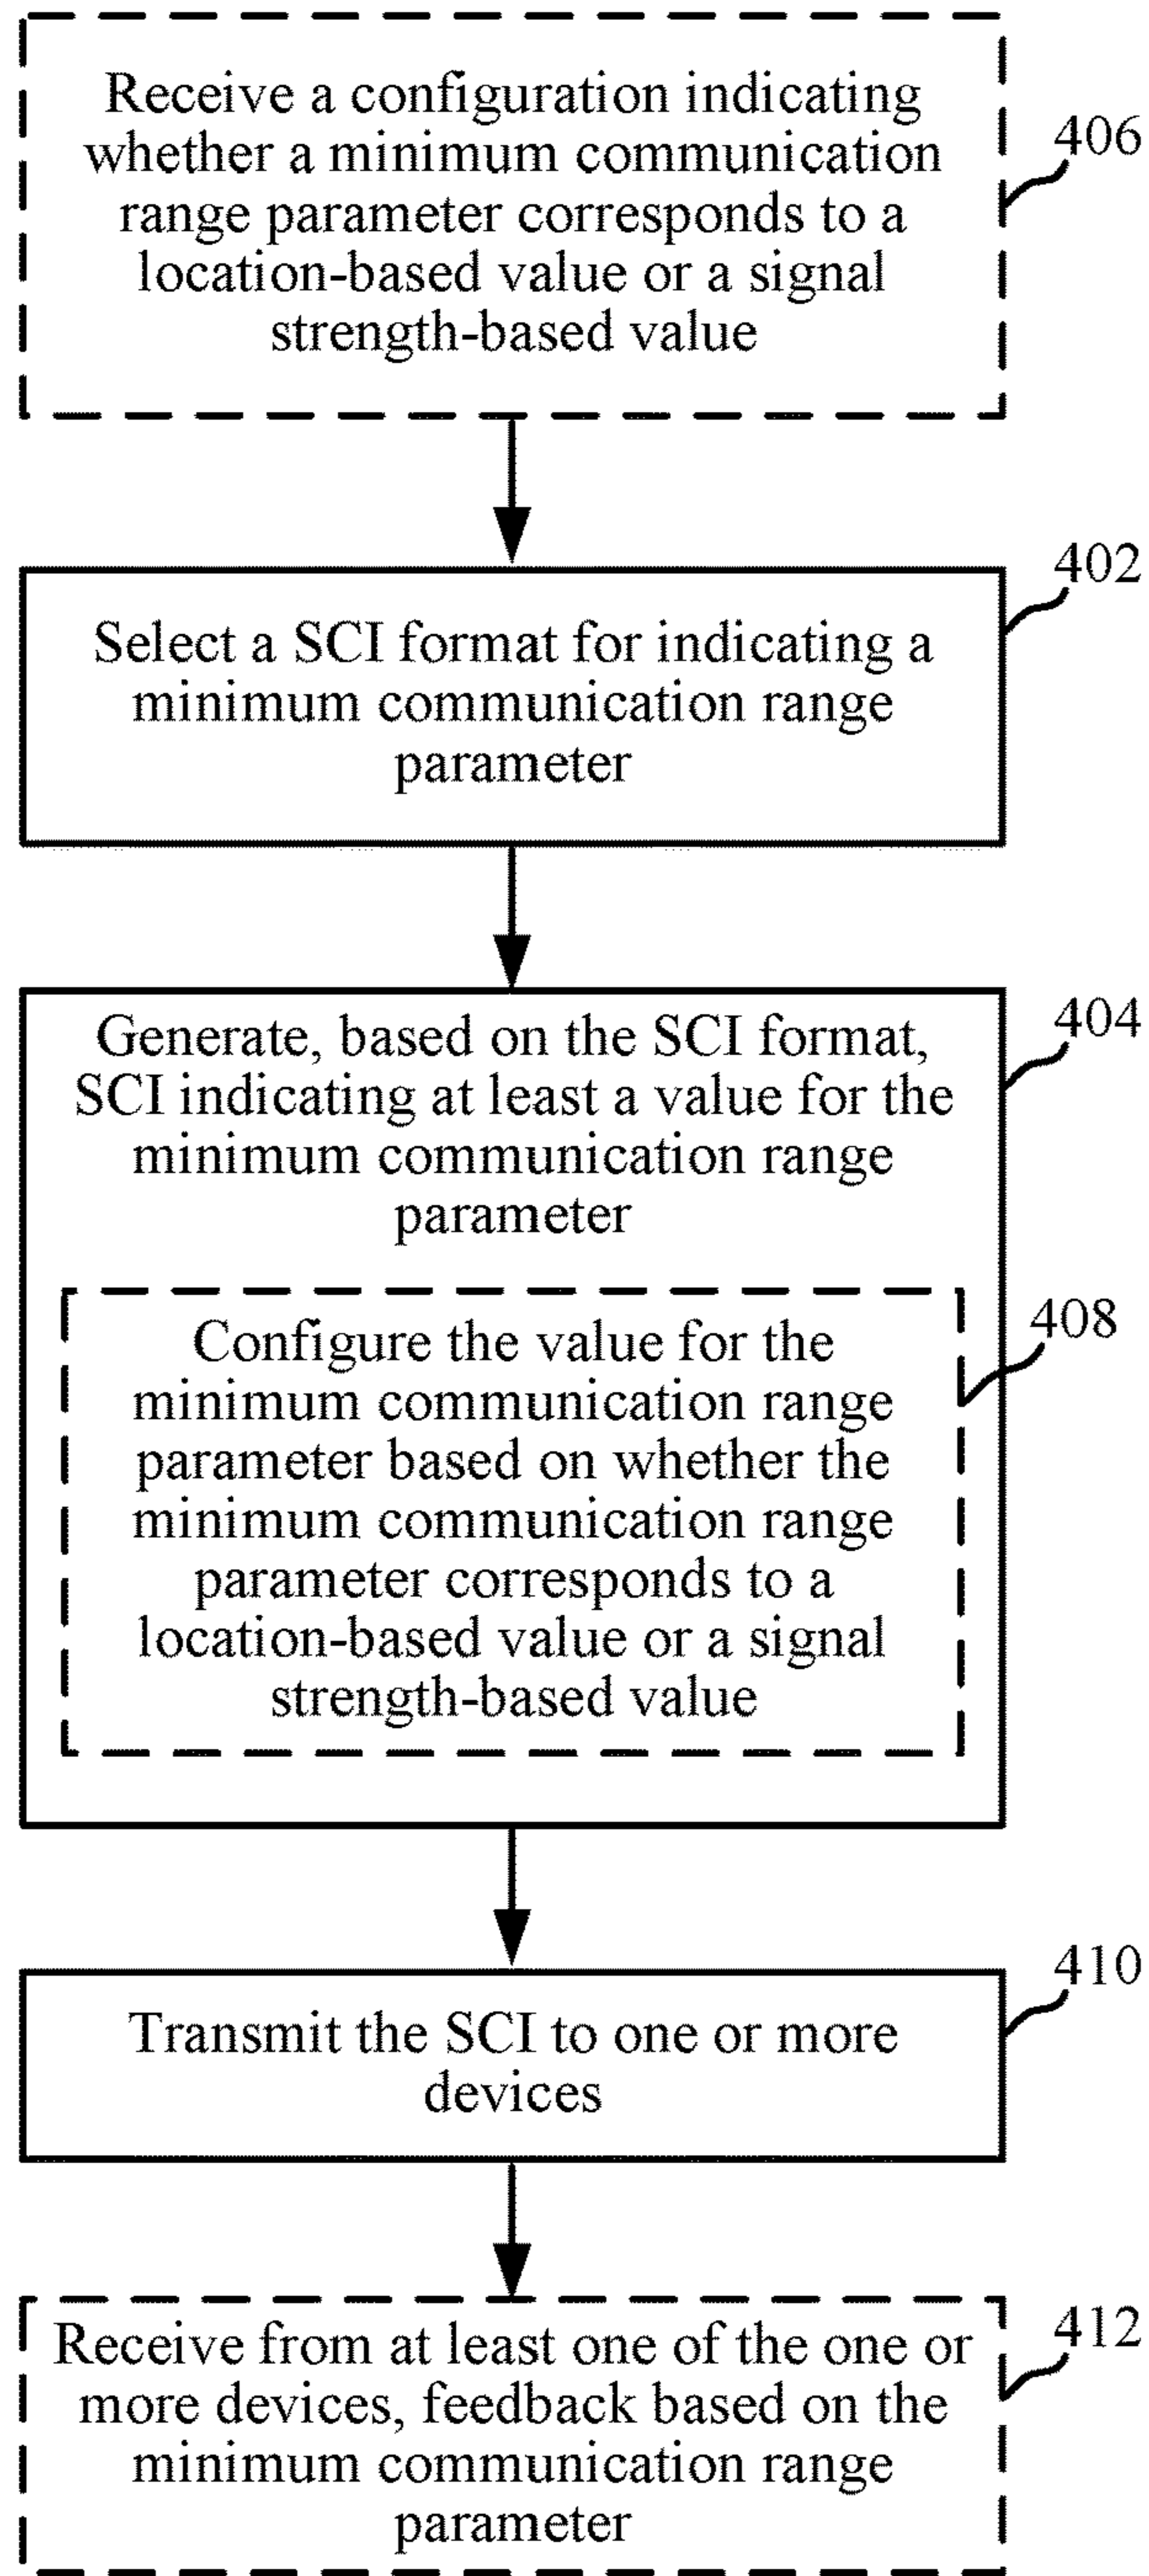 Receive a configuration indicating
whether a minimum communication
range parameter corresponds to a
location-based value or a signal
strength-based value
406
402
Select a SCI format for indicating a
minimum communication range
parameter
404
Generate, based on the SCI format,
SCI indicating at least a value for the
minimum communication range
parameter
408
Configure the value for the
minimum communication range
parameter based on whether the
minimum communication range
parameter corresponds to a
location-based value or a signal
strength-based value
410
Transmit the SCI to one or more
devices
412
Receive from at least one of the one or
more devices, feedback based on the
minimum communication range
parameter